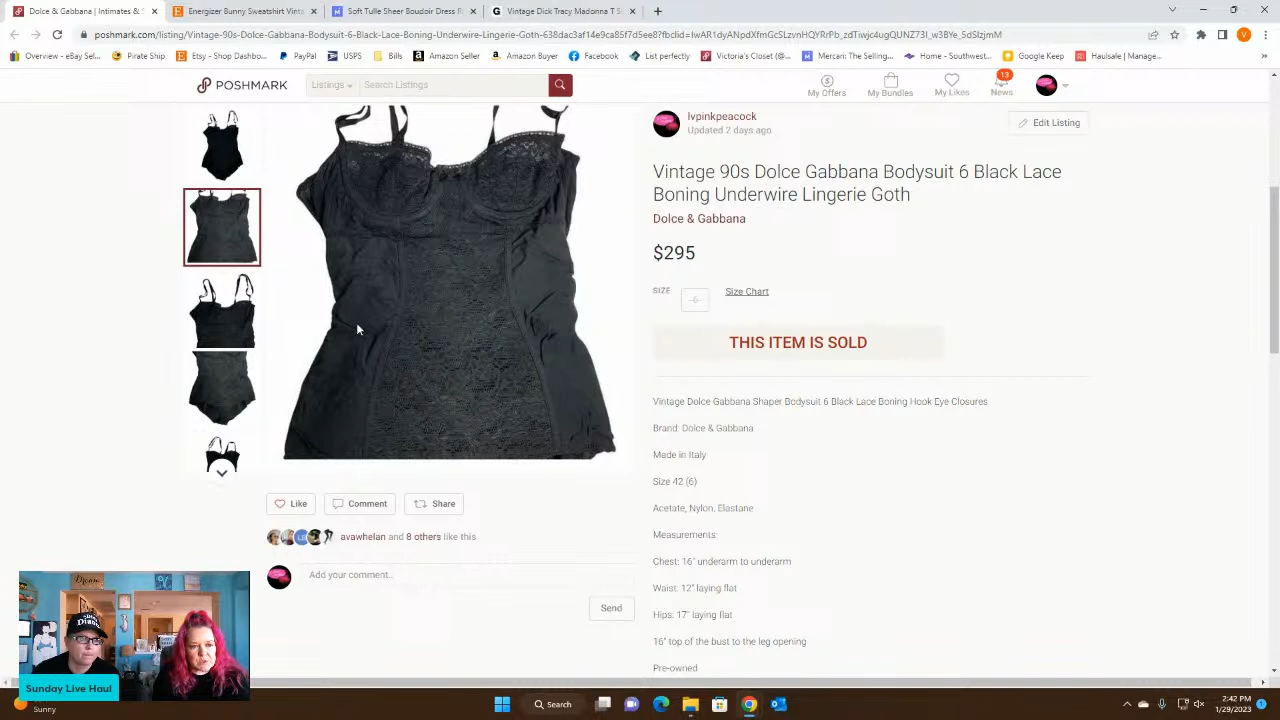 Dolce & Gabbana | Intimates & S
Energizer Bunny Sweatshirt Vinta
Soft Tulle Sheer Boudoir Dress R
Vintage Dick Tracy Madonna T S
poshmark.com/listing/Vintage-90s-Dolce-Gabbana-Bodysuit-6-Black-Lace-Boning-Underwire-Lingerie-Goth-638dac3af14e9c85f7d5ee8?fbclid=
Overview - eBay Sel...
Pirate Ship
Etsy - Shop Dashbo...
PayPal
USPS
Bills
Amazon Seller
Amazon Buyer
Facebook
Listings
Victoria's Closet (@...
Mercari: The Selling...
Home - Southwest...
Google Keep
Haulsale | Manage...
POSHMARK
Listings
Search Listings
My Offers
My Bundles
My Likes
13
News
lvpinkpeacock
Updated 2 days ago
Edit Listing
Vintage 90s Dolce Gabbana Bodysuit 6 Black Lace
Boning Underwire Lingerie Goth
Dolce & Gabbana
$295
SIZE
6
Size Chart
THIS ITEM IS SOLD
Vintage Dolce Gabbana Shaper Bodysuit 6 Black Lace Boning Hook Eye Closures
Brand: Dolce & Gabbana
Made in Italy
Size 42 (6)
Acetate, Nylon, Elastane
Measurements:
Chest: 16" underarm to underarm
Waist: 12" laying flat
Hips: 17" laying flat
16" top of the bust to the leg opening
Pre-owned
Like
Comment
Share
avawhelan and 8 others like this
Add your comment..
Send
Sunday Live Haul
Sunny
Search
2:42 PM
1/29/2023